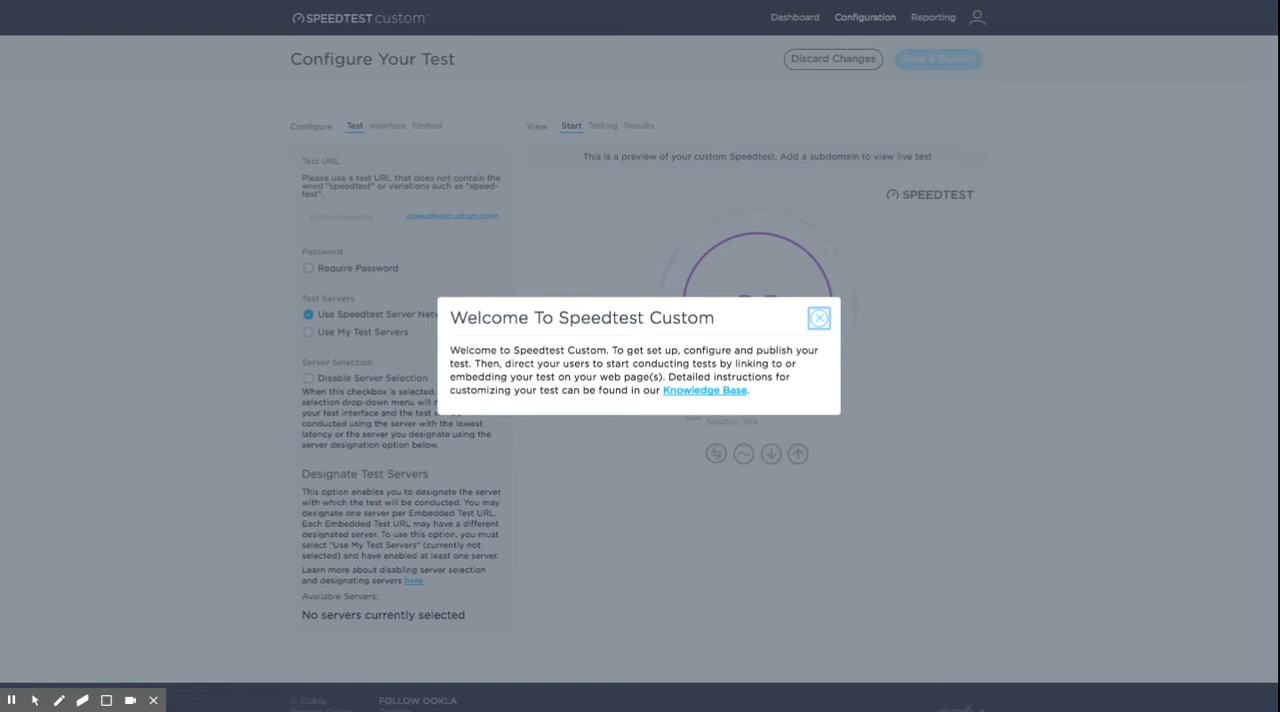 SPEEDTEST custom
Dashboard Configuration Reporting
Configure Your Test
Discard Changes
Save & Publish
Configure Test Interface Embed
View Start Testing Results
Test URL
Please use a test URL that does not contain the
word "speedtest" or variations such as "speed-
test".
.speedtestcustom.com
Password
Require Password
Test Servers
Use Speedtest Server
Use My Test Servers
Server Selection
Disable Server Selection
When this checkbox is selected,
selection drop-down menu will
your test interface and the test
conducted using the server with the lowest
latency or the server you designate using the
server designation option below.
Designate Test Servers
This option enables you to designate the server
with which the test will be conducted. You may
designate one server per Embedded Test URL.
Each Embedded Test URL may have a different
designated server. To use this option, you must
select "Use My Test Servers" (currently not
selected) and have enabled at least one server.
Learn more about disabling server selection
and designating servers here
Available Servers:
No servers currently selected
This is a preview of your custom Speedtest. Add a subdomain to view live test
SPEEDTEST
Welcome To Speedtest Custom
Welcome to Speedtest Custom. To get set up, configure and publish your
test. Then, direct your users to start conducting tests by linking to or
embedding your test on your web page(s). Detailed instructions for
customizing your test can be found in our Knowledge Base.
Seattle, WA
© Ookla
FOLLOW OOKLA